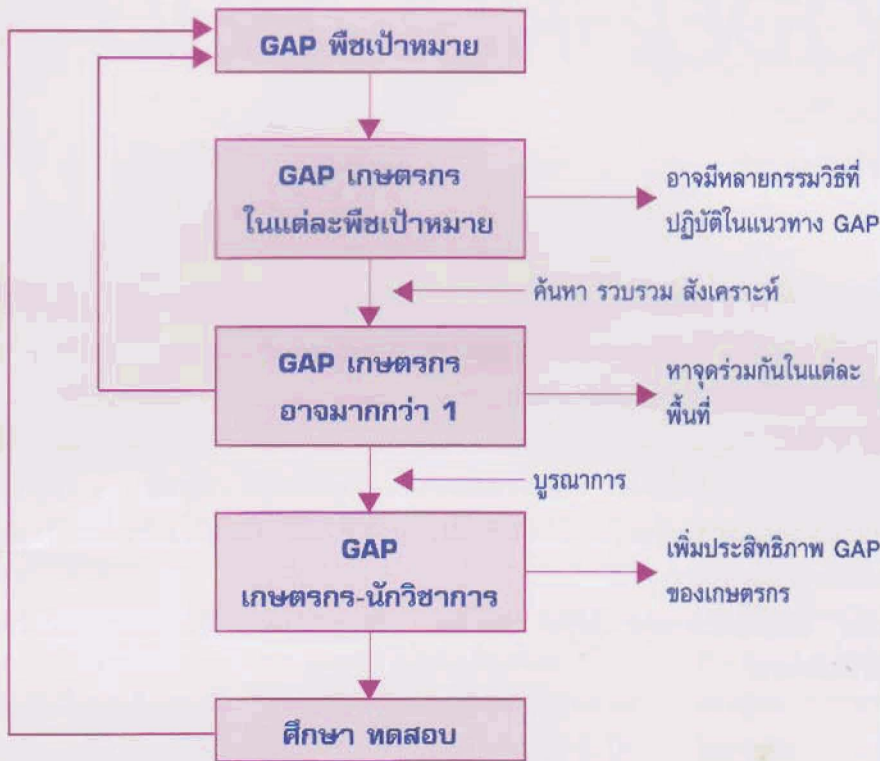 GAP พืชเป้าหมาย
GAP เกษตรกร
ในแต่ละพืชเป้าหมาย
อาจมีหลายกรรมวิธีที่
ปฏิบัติในแนวทาง GAP
ค้นหา รวบรวม สังเคราะห์
GAP เกษตรกร
อาจมากกว่า 1
หาจุดร่วมกันในแต่ละ
พื้นที่
บูรณาการ
GAP
เกษตรกร-นักวิชาการ
เพิ่มประสิทธิภาพ GAP
ของเกษตรกร
ศึกษา ทดสอบ